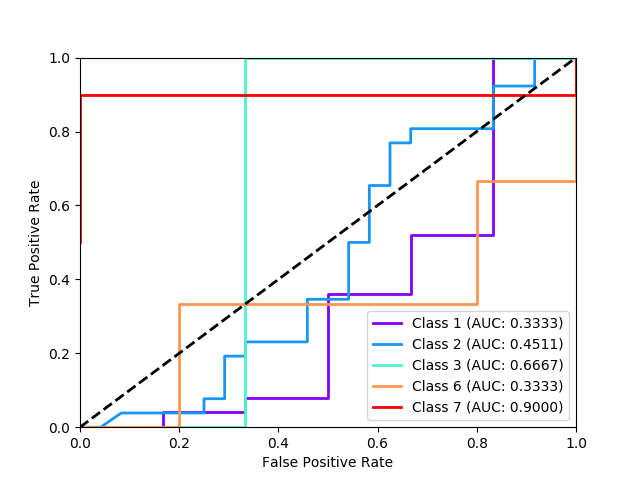 1.0
0.8
0.6
0.4
0.2
0.0
True Positive Rate
Class 1 (AUC: 0.3333)
Class 2 (AUC: 0.4511)
Class 3 (AUC: 0.6667)
Class 6 (AUC: 0.3333)
Class 7 (AUC: 0.9000)
0.0 0.2 0.4 0.6 0.8 1.0
False Positive Rate